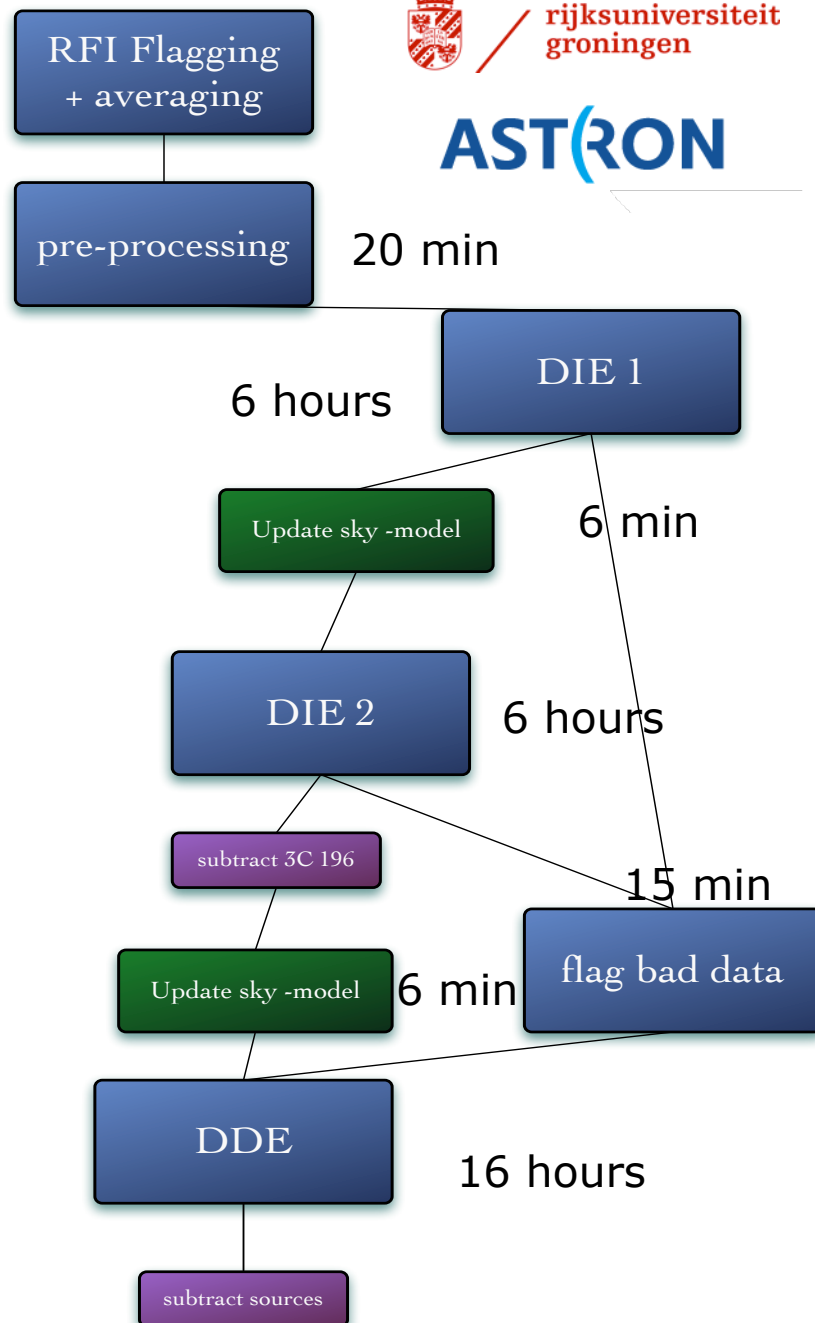 rijksuniversiteit
groningen
ASTRON
RFI Flagging
+ averaging
pre-processing
20 min
DIE 1
6 hours
Update sky -model
6 min
DIE 2
6 hours
subtract 3C 196
15 min
flag bad data
Update sky -model
6 min
DDE
16 hours
subtract sources